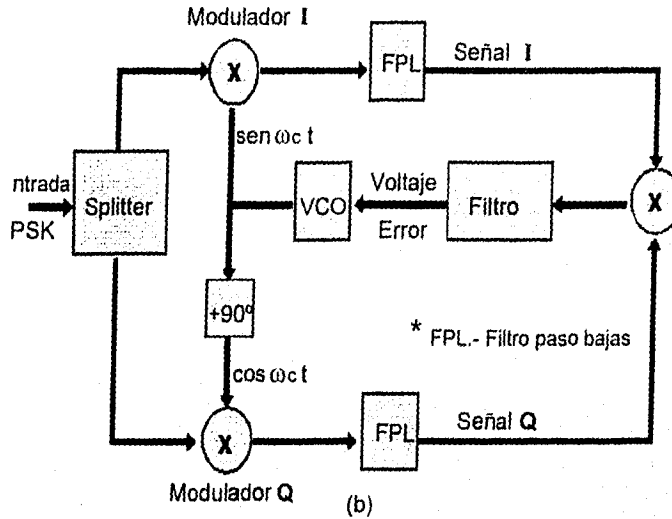 Modulador I
X
FPL
Señal I
sen ωc t
ntrada
PSK
Splitter
VCO
Voltaje
Error
Filtro
X
+90º
* FPL.- Filtro paso bajas
cos ωc t
X
FPL
Señal Q
Modulador Q
(b)